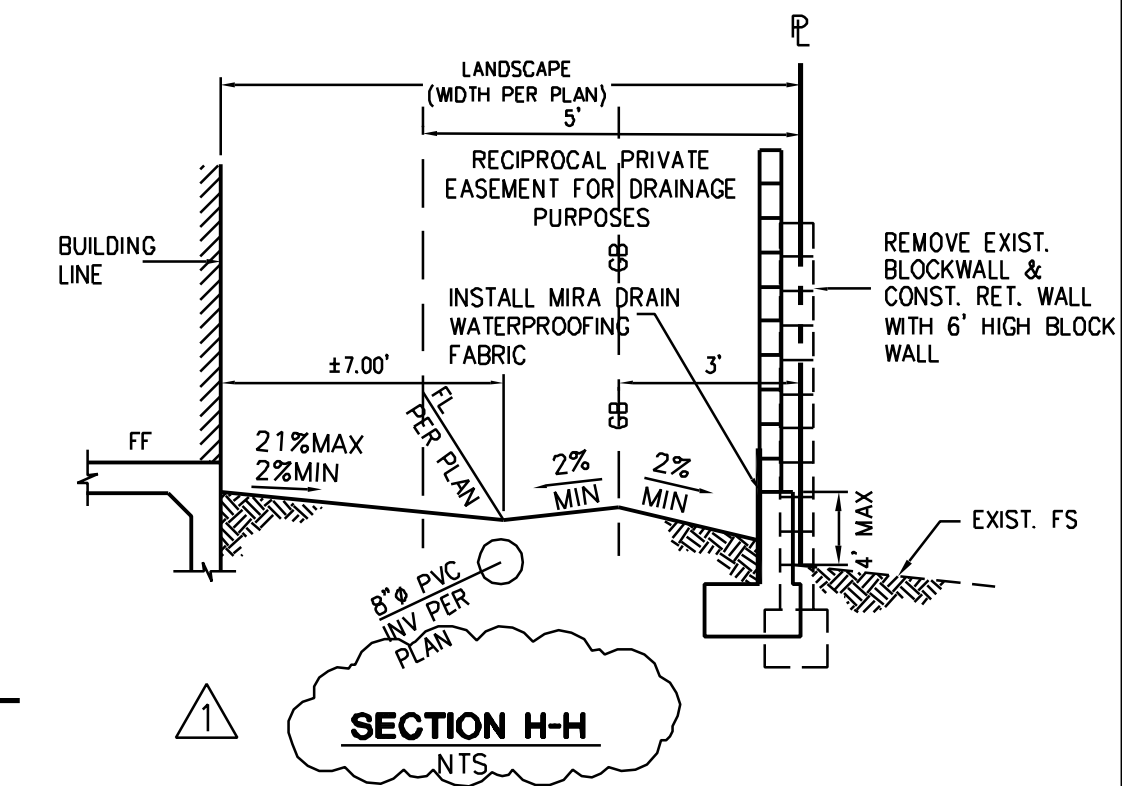 PL
LANDSCAPE
(WIDTH PER PLAN)
5'
RECIPROCAL PRIVATE
EASEMENT FOR DRAINAGE
PURPOSES
BUILDING
LINE
GB
REMOVE EXIST.
BLOCKWALL &
CONST. RET. WALL
WITH 6' HIGH BLOCK
WALL
INSTALL MIRA DRAIN
WATERPROOFING
FABRIC
±7.00'
3'
FL
PER PLAN
GB
FF
21%MAX
2%MIN
2%
MIN
2%
MIN
4' MAX
EXIST. FS
8"Ø PVC
INV PER
PLAN
1
SECTION H-H
NTS